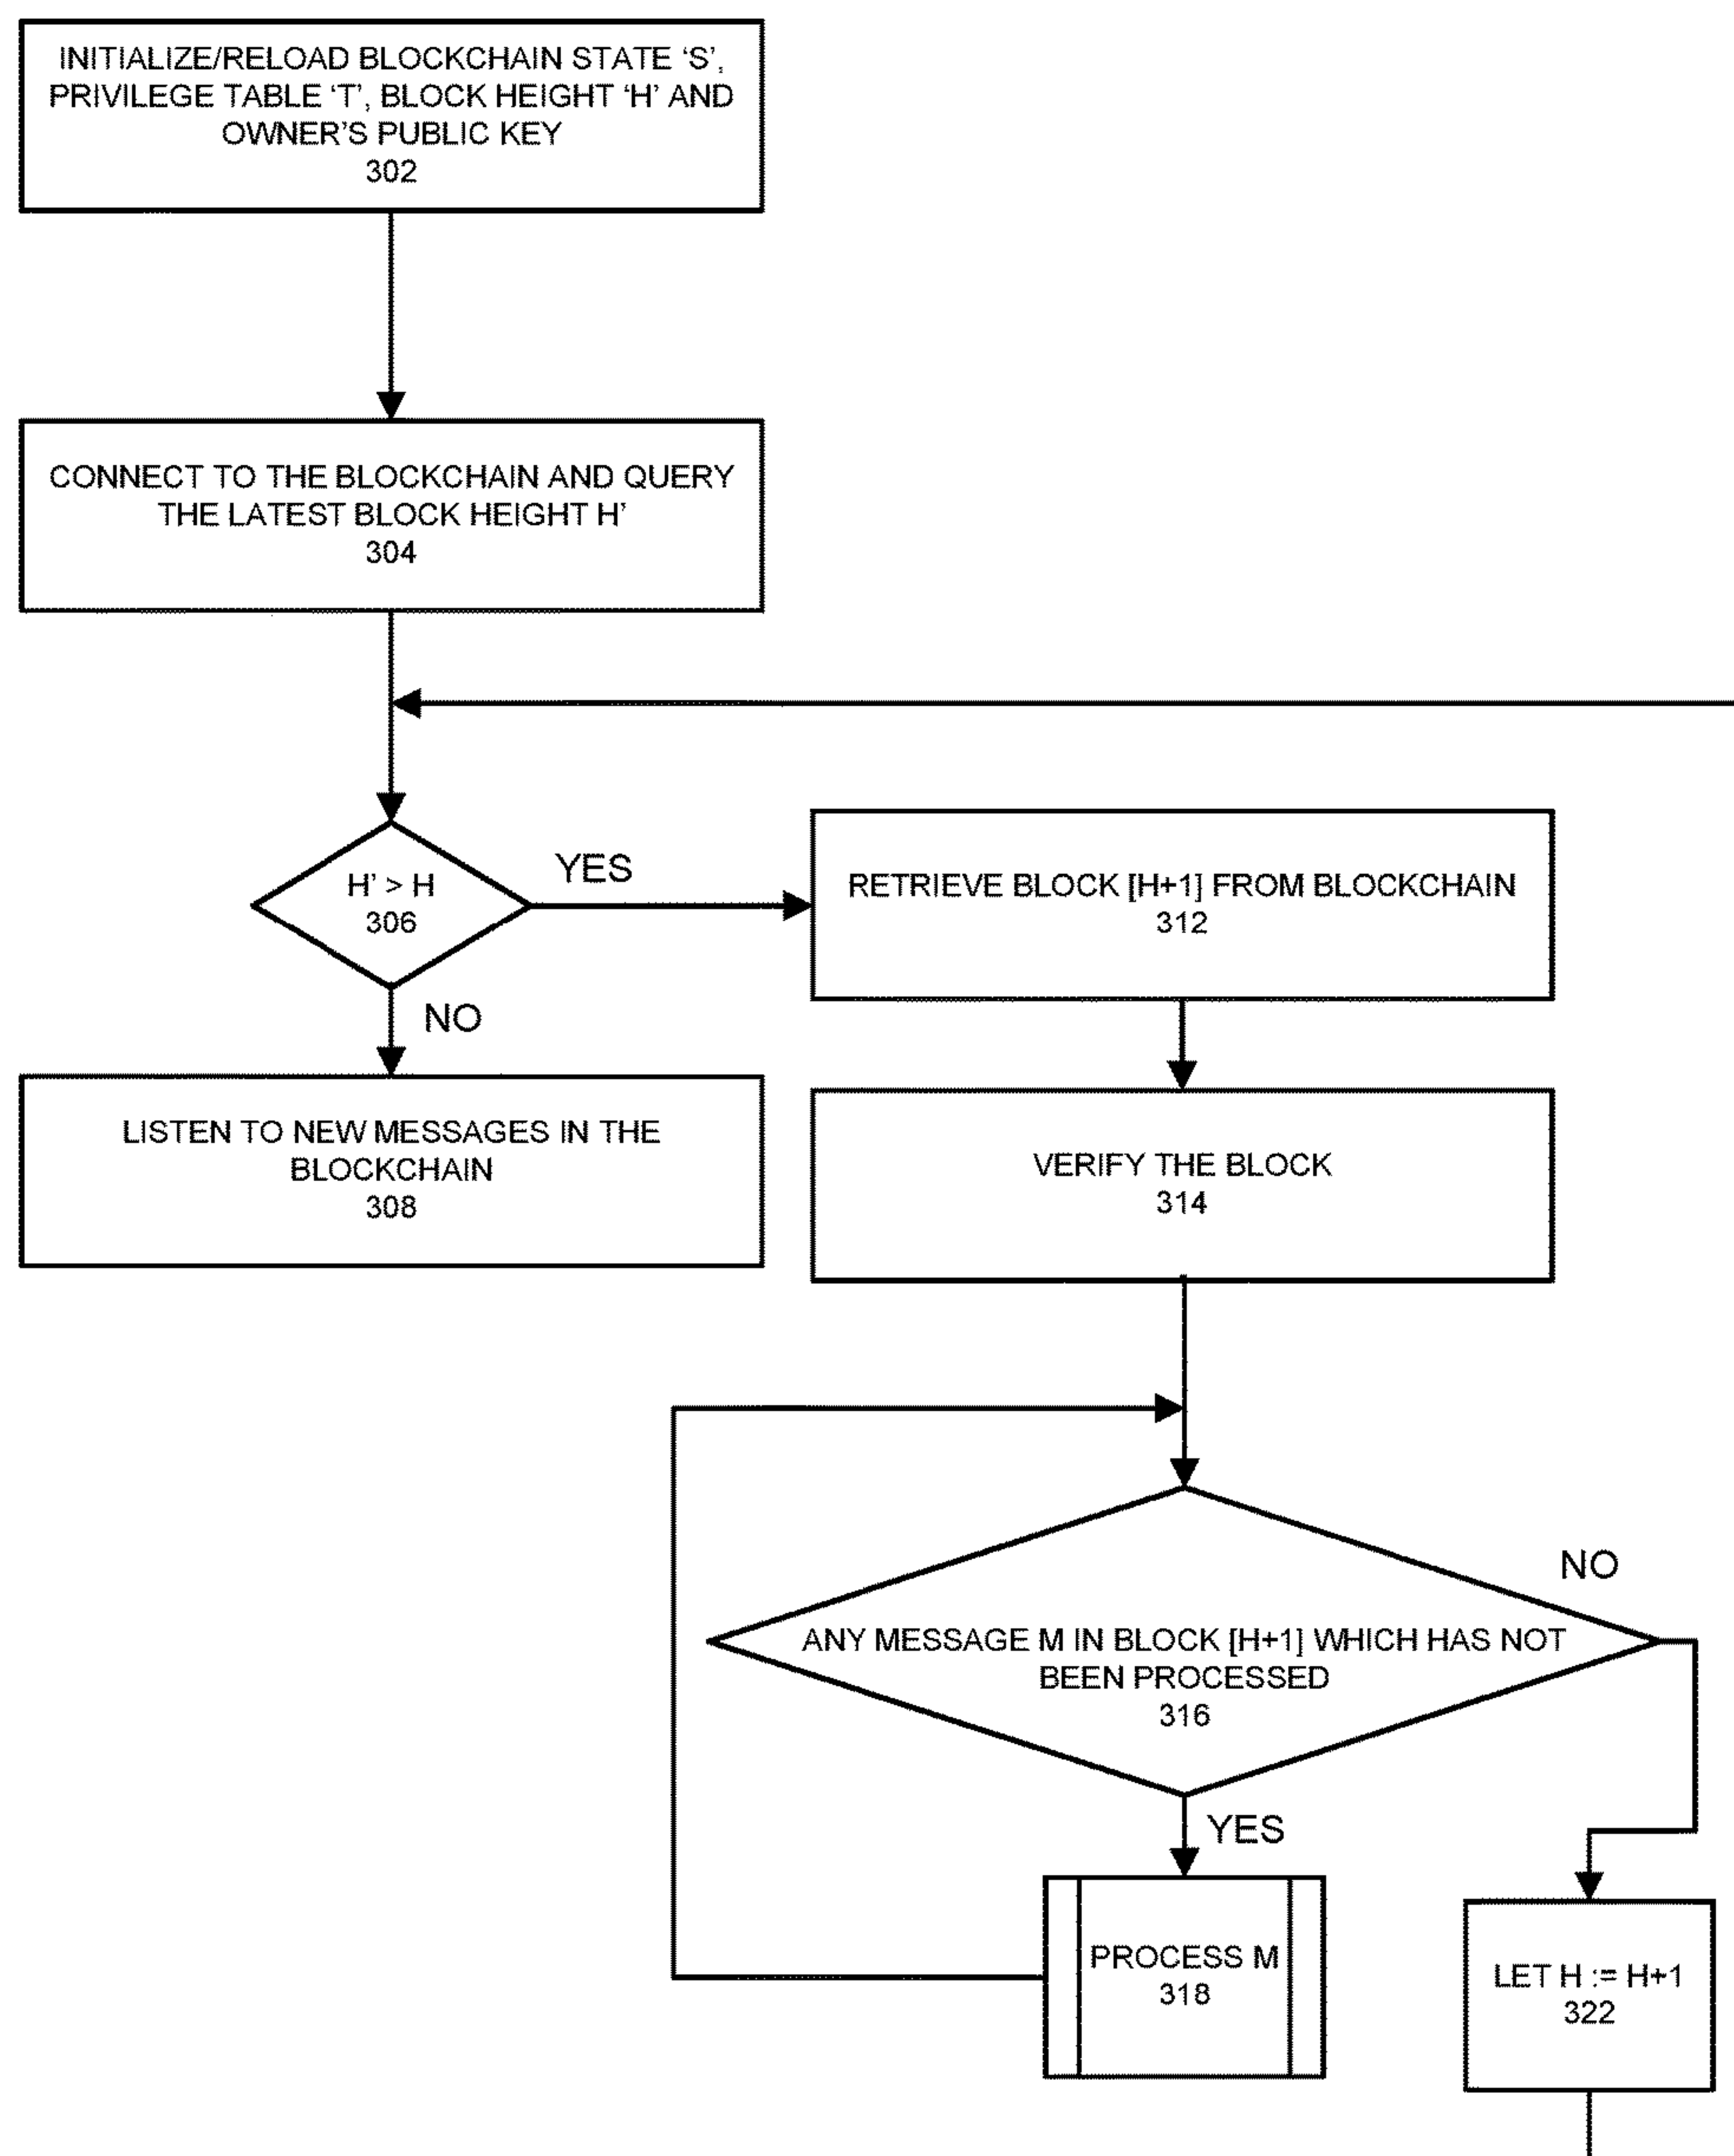 INITIALIZE/RELOAD BLOCKCHAIN STATE ‘S’,
PRIVILEGE TABLE ‘T’, BLOCK HEIGHT ‘H’ AND
OWNER’S PUBLIC KEY
302
CONNECT TO THE BLOCKCHAIN AND QUERY
THE LATEST BLOCK HEIGHT H’
304
H’ > H
306
YES
NO
LISTEN TO NEW MESSAGES IN THE
BLOCKCHAIN
308
RETRIEVE BLOCK [H+1] FROM BLOCKCHAIN
312
VERIFY THE BLOCK
314
ANY MESSAGE M IN BLOCK [H+1] WHICH HAS NOT
BEEN PROCESSED
316
NO
YES
PROCESS M
318
LET H := H+1
322